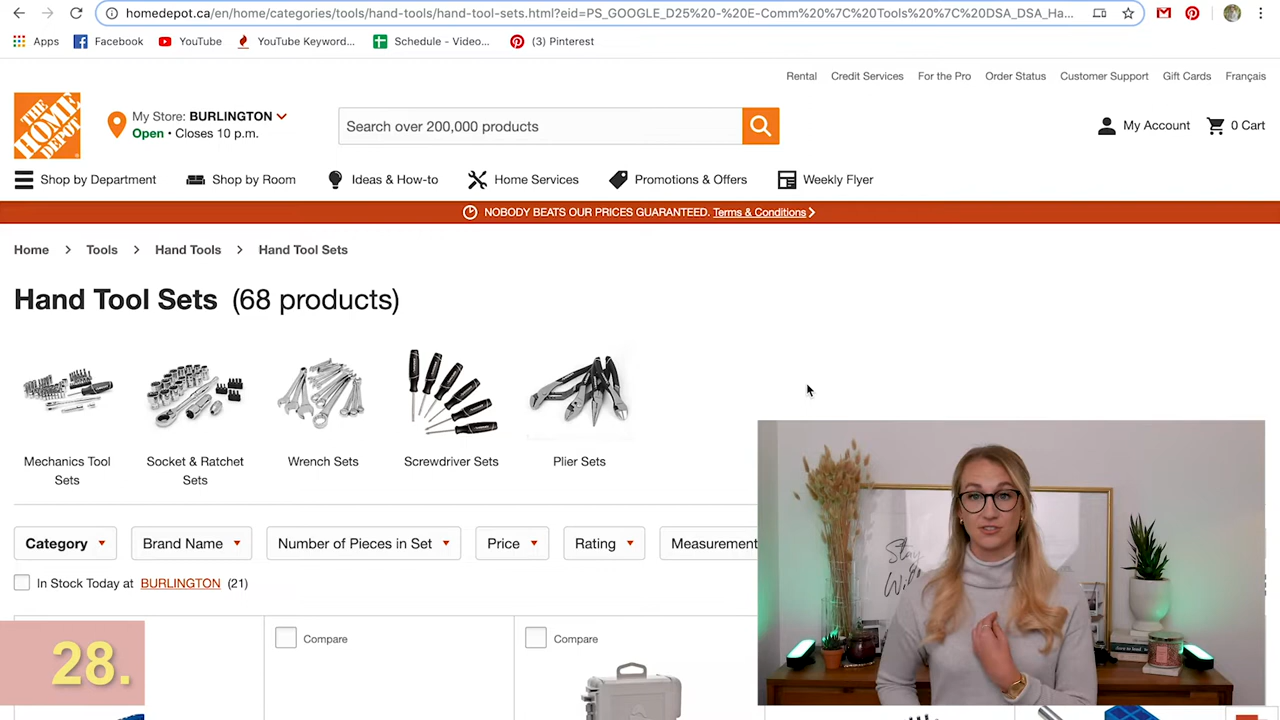 homedepot.ca/en/home/categories/tools/hand-tools/hand-tool-sets.html?eid=PS_GOOGLE_D25%20-%20E-Comm%20%7C%20Tools%20%7C%20DSA_DSA_Ha...
Apps Facebook YouTube YouTube Keyword... Schedule - Video... (3) Pinterest
Rental Credit Services For the Pro Order Status Customer Support Gift Cards Français
THE HOME DEPOT
My Store: BURLINGTON
Open • Closes 10 p.m.
Search over 200,000 products
My Account 0 Cart
Shop by Department Shop by Room Ideas & How-to Home Services Promotions & Offers Weekly Flyer
NOBODY BEATS OUR PRICES GUARANTEED. Terms & Conditions
Home Tools Hand Tools Hand Tool Sets
Hand Tool Sets (68 products)
Mechanics Tool Sets
Socket & Ratchet Sets
Wrench Sets
Screwdriver Sets
Plier Sets
Category Brand Name Number of Pieces in Set Price Rating Measurement
In Stock Today at BURLINGTON (21)
Compare Compare
28.
Stay